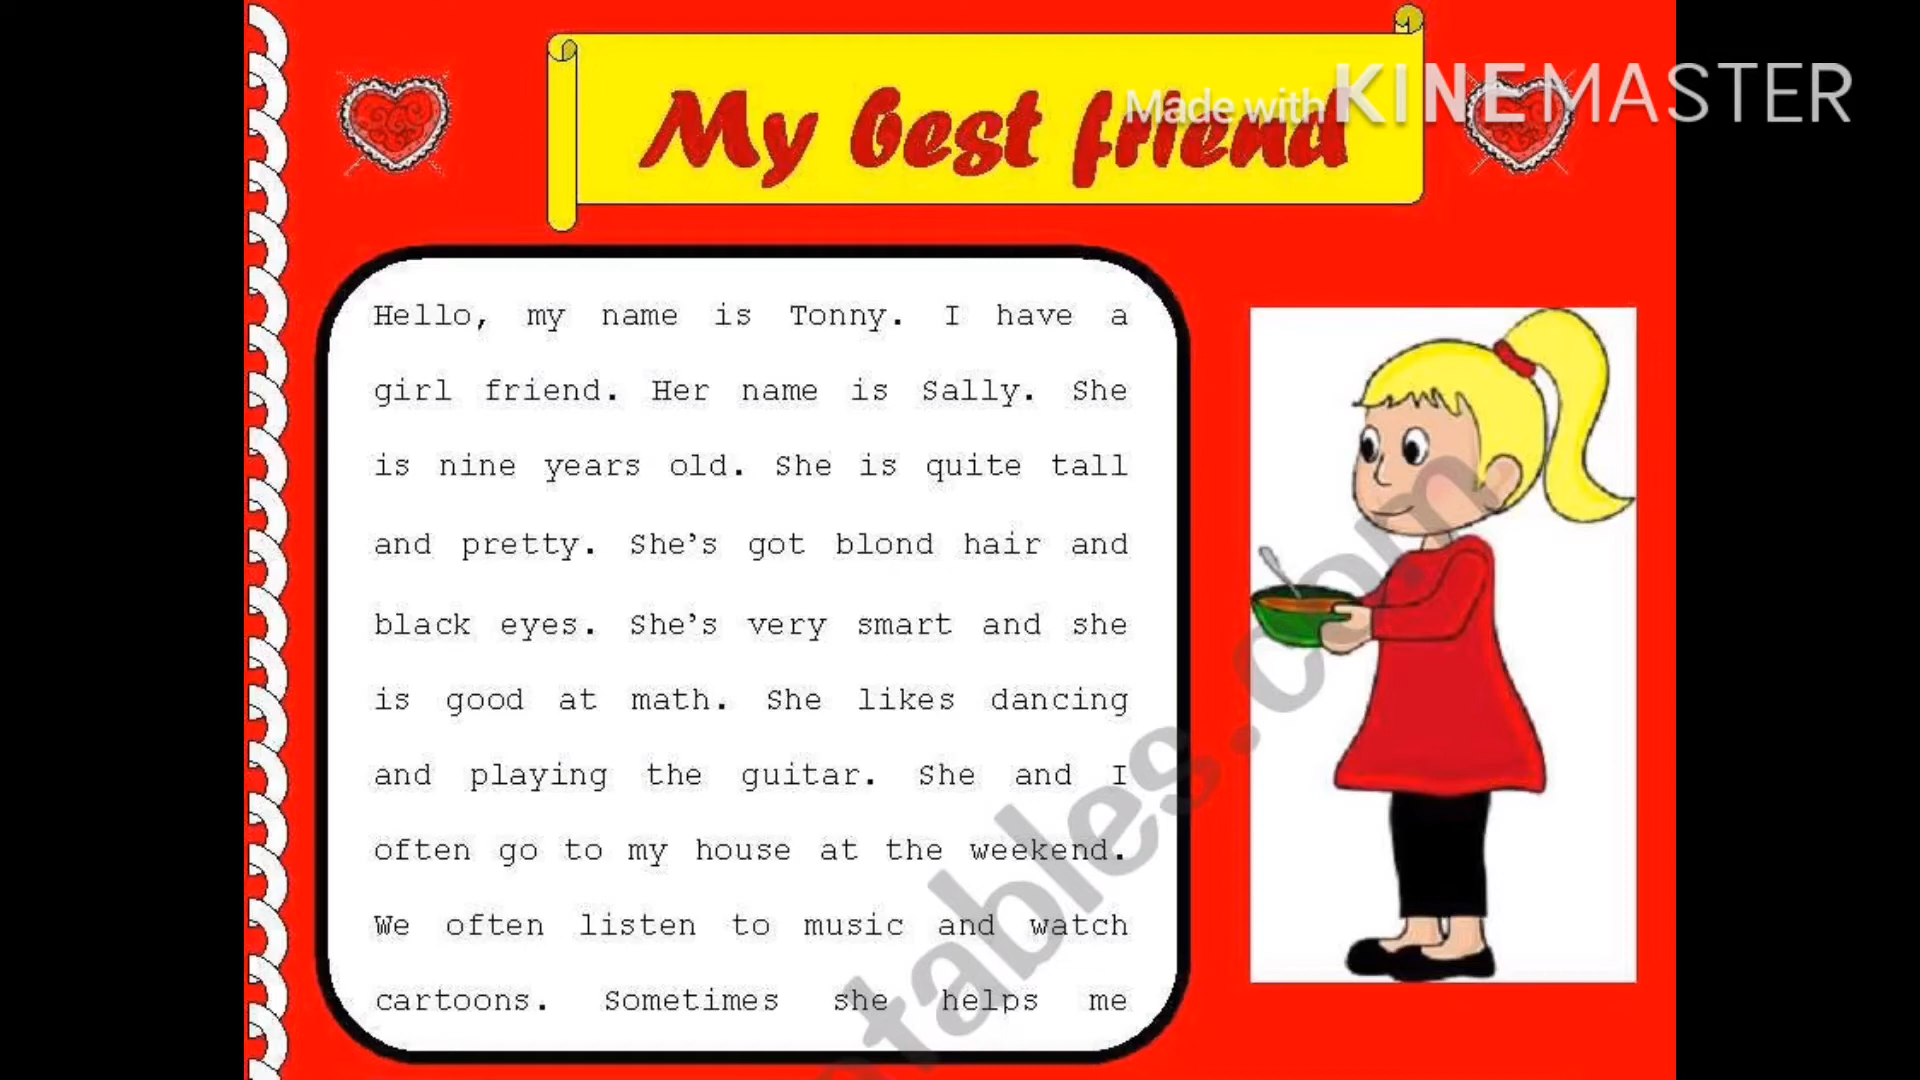 My best friend
Made with KINEMASTER
Hello, my name is Tonny. I have a
girl friend. Her name is Sally. She
is nine years old. She is quite tall
and pretty. She’s got blond hair and
black eyes. She’s very smart and she
is good at math. She likes dancing
and playing the guitar. She and I
often go to my house at the weekend.
We often listen to music and watch
cartoons. Sometimes she helps me
tables.com